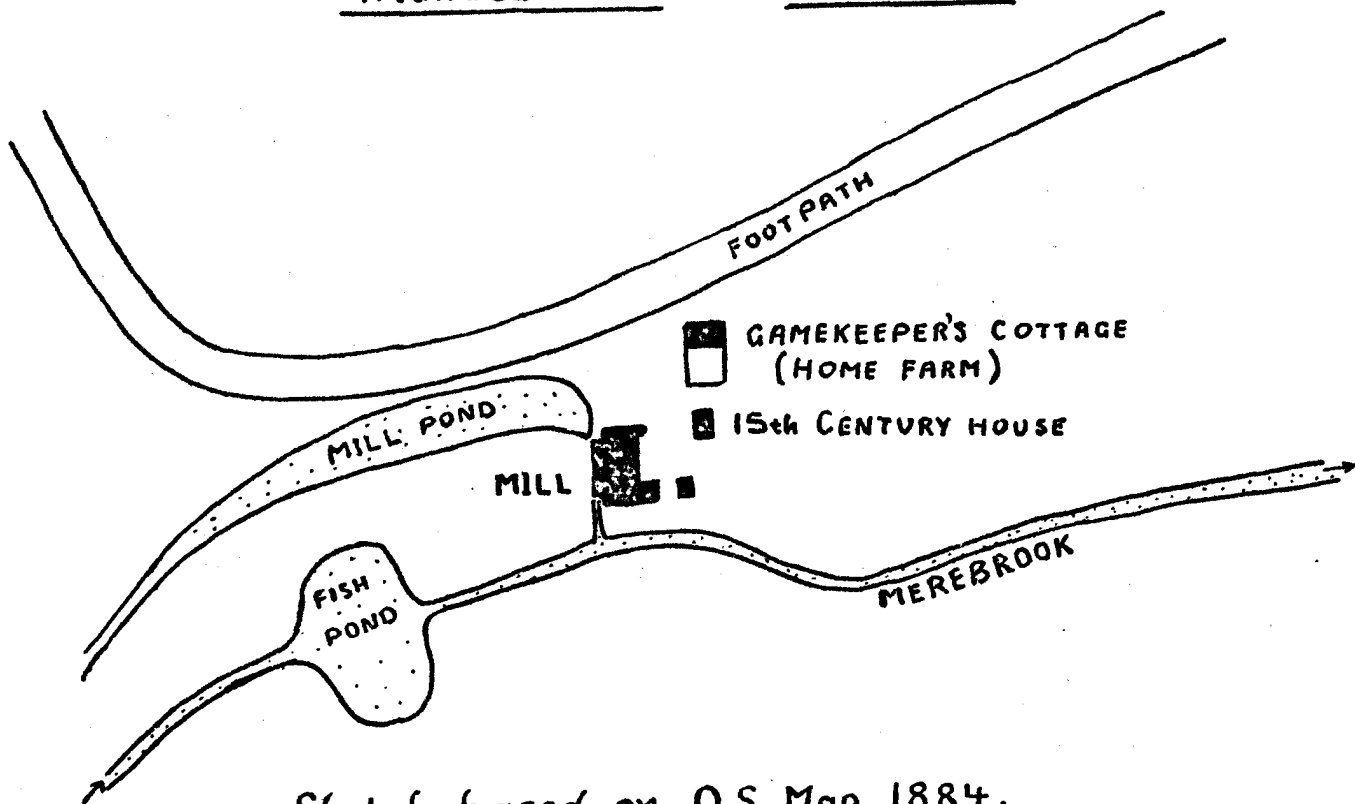 FOOTPATH
GAMEKEEPER'S COTTAGE
(HOME FARM)
15th CENTURY HOUSE
MILL POND
MILL
MEREBROOK
FISH
POND
Sketch based on O.S. Map 1884.